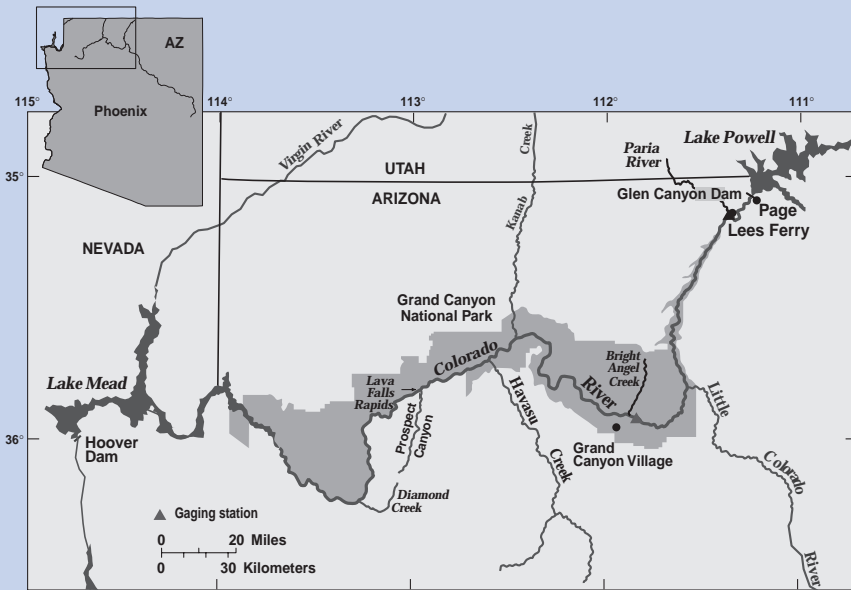 AZ
Phoenix
115°
114°
113°
112°
111°
35°
36°
Virgin River
UTAH
ARIZONA
NEVADA
Kanab
Creek
Paria
River
Lake Powell
Glen Canyon Dam
Page
Lees Ferry
Grand Canyon
National Park
Colorado
River
Bright
Angel
Creek
Lava
Falls
Rapids
Prospect
Canyon
Havasu
Creek
Diamond
Creek
Grand
Canyon Village
Little
Colorado
River
Lake Mead
Hoover
Dam
Gaging station
0 20 Miles
0 30 Kilometers